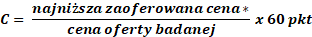 najniższa zaoferowana cena *
C = ———————————— x 60 pkt
cena oferty badanej